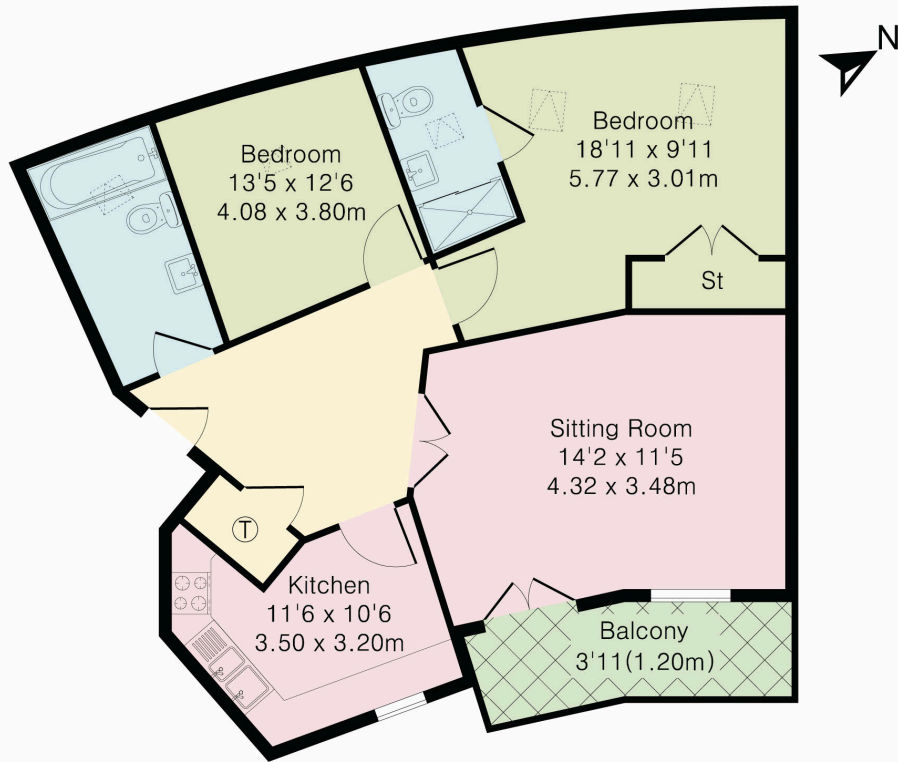 N
Bedroom
18'11 x 9'11
5.77 x 3.01m
Bedroom
13'5 x 12'6
4.08 x 3.80m
St
Sitting Room
14'2 x 11'5
4.32 x 3.48m
T
Kitchen
11'6 x 10'6
3.50 x 3.20m
Balcony
3'11(1.20m)